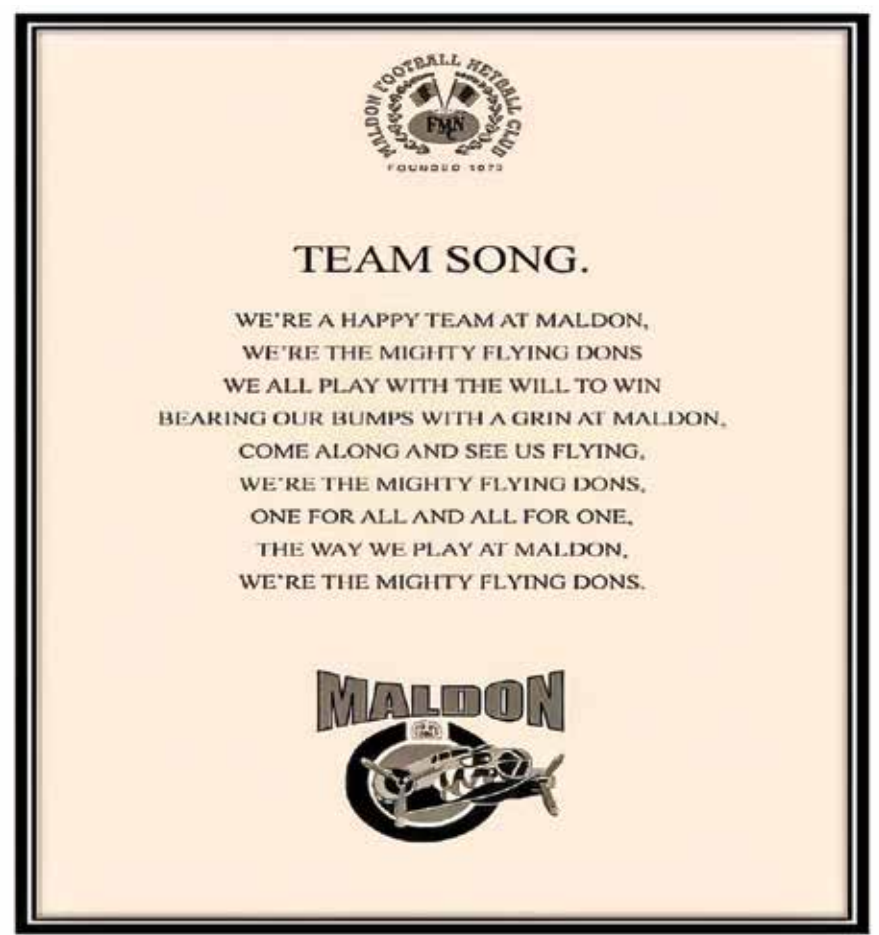 MALDON FOOTBALL NETBALL CLUB
FMN
C
FOUNDED 1873
TEAM SONG.
WE'RE A HAPPY TEAM AT MALDON,
WE'RE THE MIGHTY FLYING DONS
WE ALL PLAY WITH THE WILL TO WIN
BEARING OUR BUMPS WITH A GRIN AT MALDON,
COME ALONG AND SEE US FLYING,
WE'RE THE MIGHTY FLYING DONS,
ONE FOR ALL AND ALL FOR ONE,
THE WAY WE PLAY AT MALDON,
WE'RE THE MIGHTY FLYING DONS.
MALDON